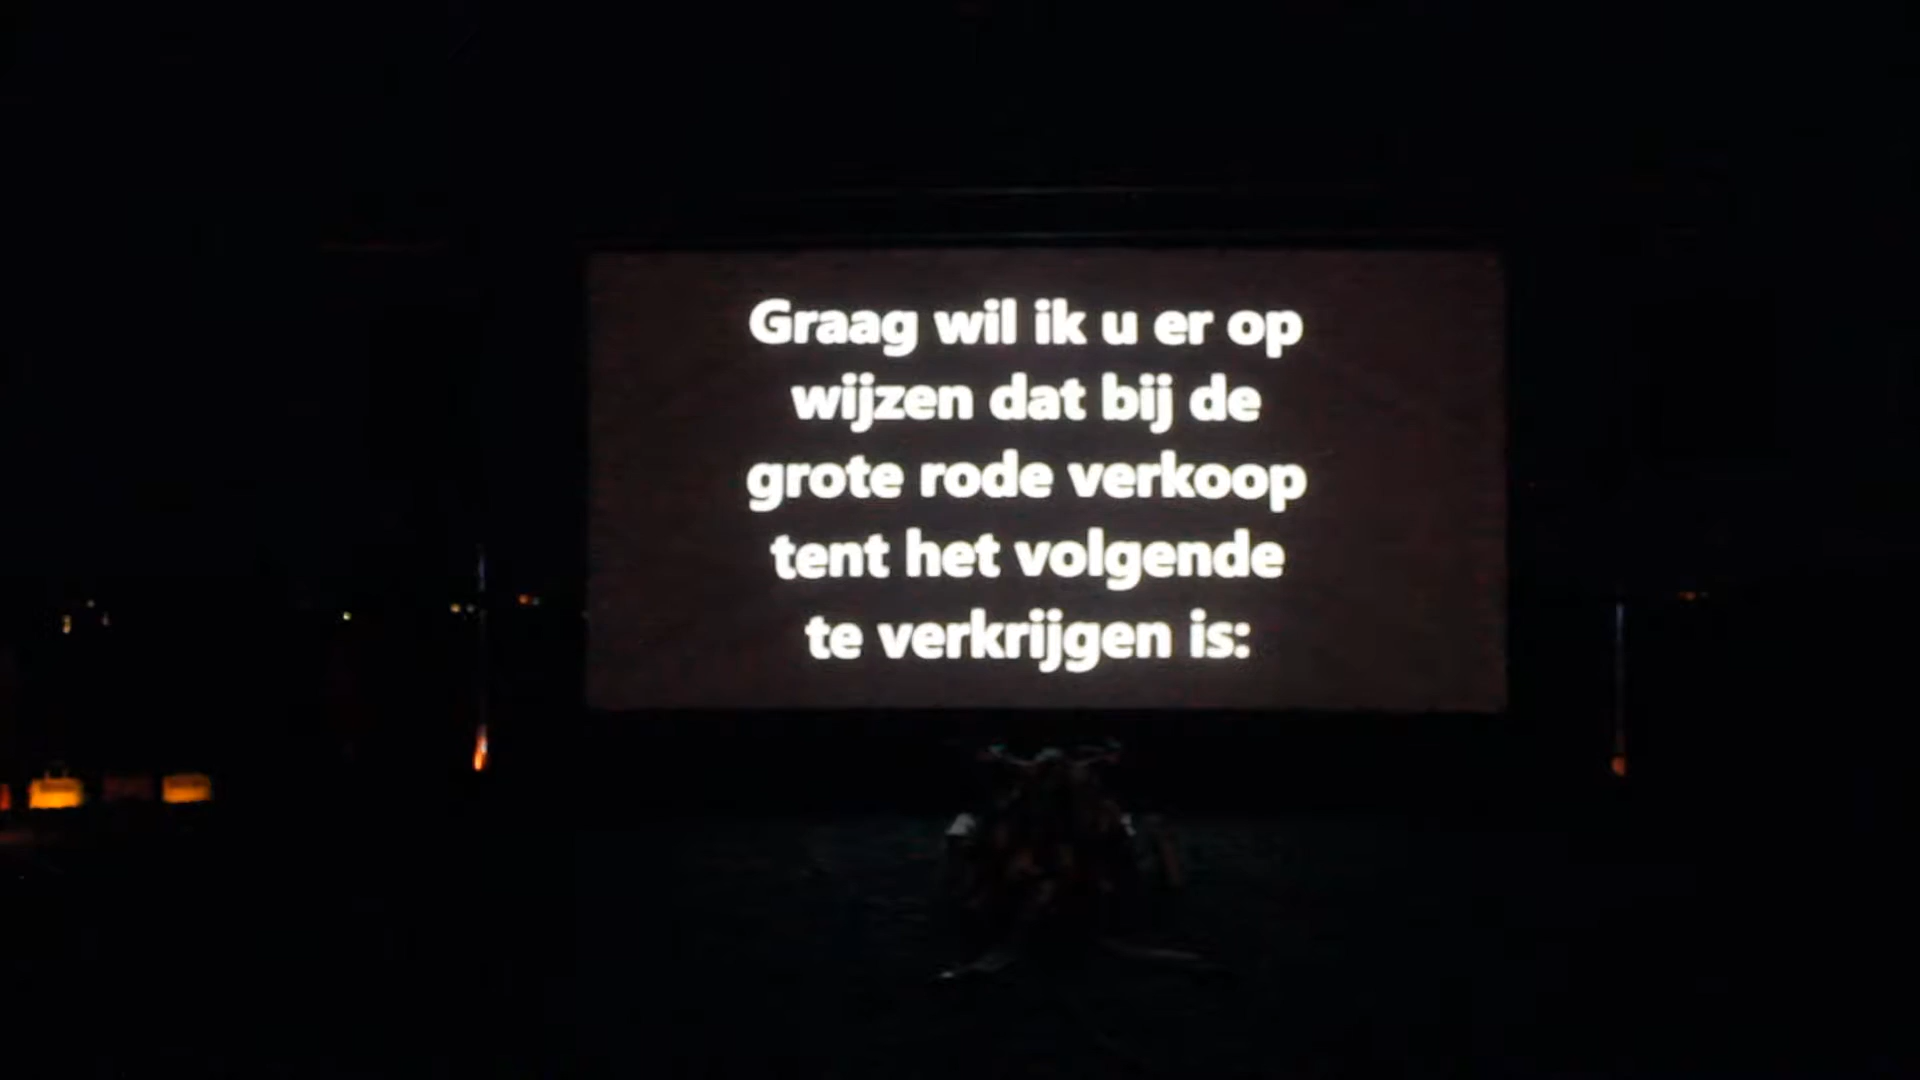 Graag wil ik u er op
wijzen dat bij de
grote rode verkoop
tent het volgende
te verkrijgen is: